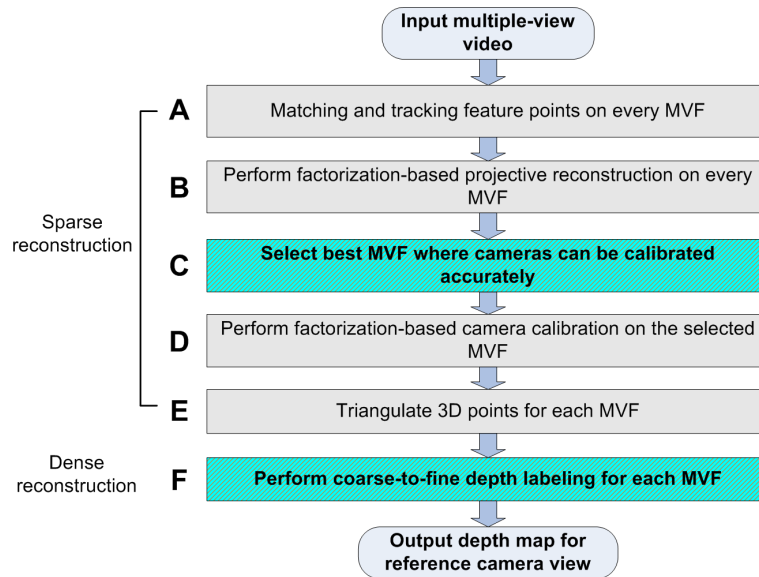 Input multiple-view
video
A
Matching and tracking feature points on every MVF
B
Perform factorization-based projective reconstruction on every
MVF
Sparse
reconstruction
C
Select best MVF where cameras can be calibrated
accurately
D
Perform factorization-based camera calibration on the selected
MVF
E
Triangulate 3D points for each MVF
Dense
reconstruction
F
Perform coarse-to-fine depth labeling for each MVF
Output depth map for
reference camera view